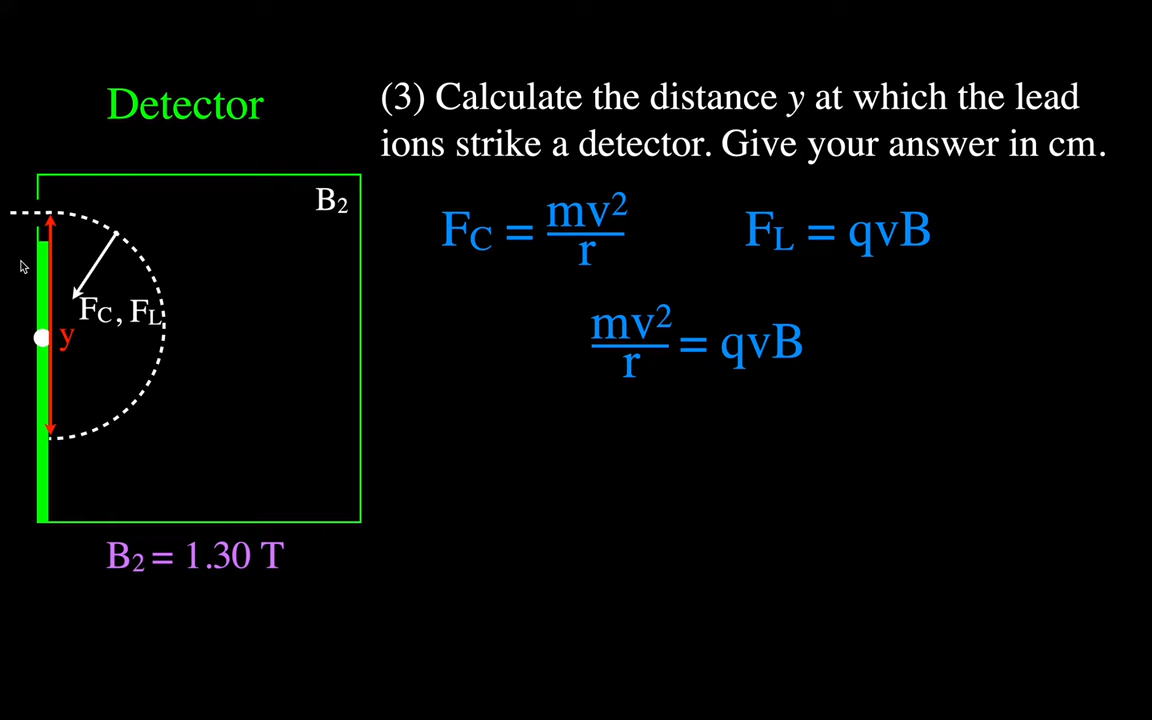 Detector
(3) Calculate the distance y at which the lead
ions strike a detector. Give your answer in cm.
B₂
F_C = mv²/r
F_L = qvB
F_C, F_L
y
mv²/r = qvB
B₂ = 1.30 T